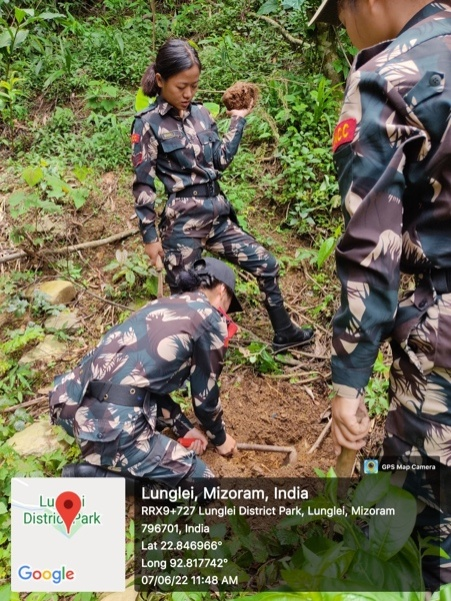 CC
GPS Map Camera
Lunglei
District Park
Google
Lunglei, Mizoram, India
RRX9+727 Lunglei District Park, Lunglei, Mizoram
796701, India
Lat 22.846966°
Long 92.817742°
07/06/22 11:48 AM